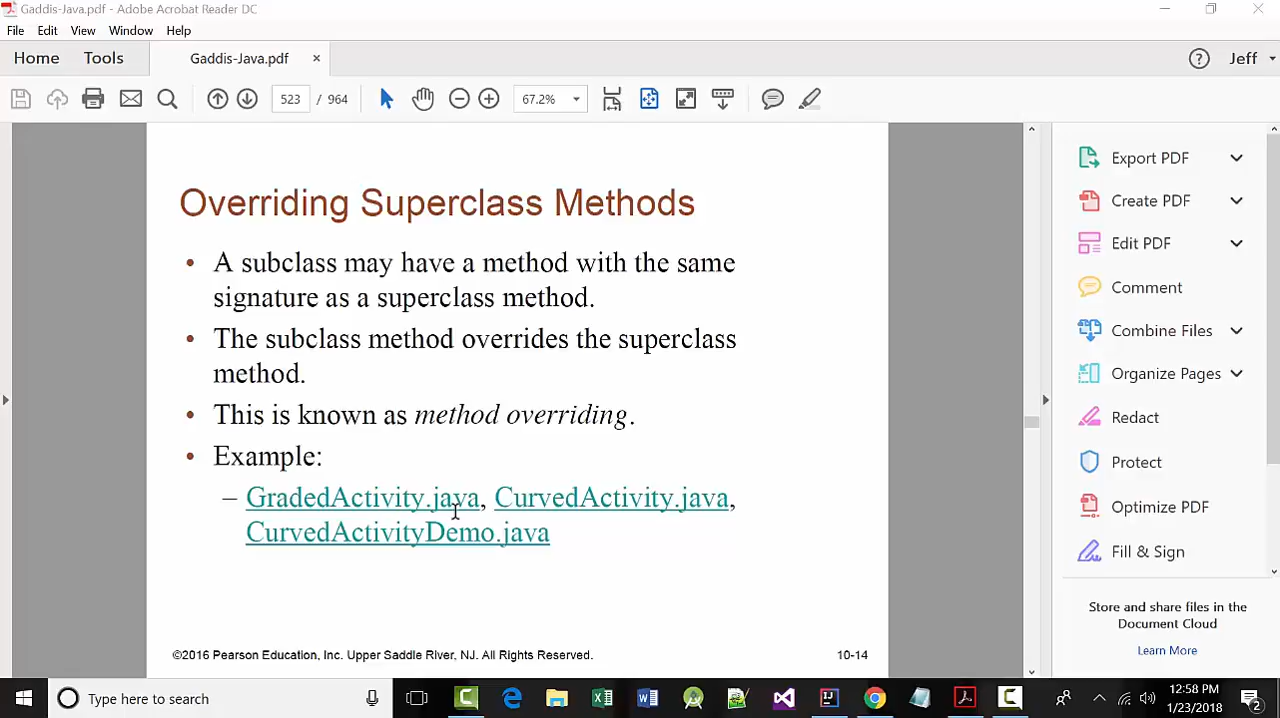 Gaddis-Java.pdf - Adobe Acrobat Reader DC
File Edit View Window Help
Home Tools Gaddis-Java.pdf × Jeff
523 / 964 67.2%
Overriding Superclass Methods
• A subclass may have a method with the same
signature as a superclass method.
• The subclass method overrides the superclass
method.
• This is known as method overriding.
• Example:
– GradedActivity.java, CurvedActivity.java,
CurvedActivityDemo.java
©2016 Pearson Education, Inc. Upper Saddle River, NJ. All Rights Reserved. 10-14
Export PDF
Create PDF
Edit PDF
Comment
Combine Files
Organize Pages
Redact
Protect
Optimize PDF
Fill & Sign
Store and share files in the
Document Cloud
Learn More
Type here to search
12:58 PM
1/23/2018
2